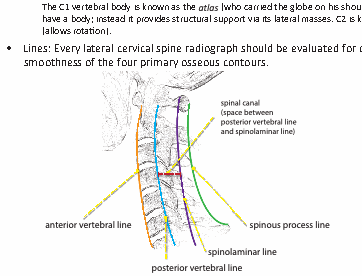 The C1 vertebral body is known as the atlas (who carried the globe on his shou
have a body; instead it provides structural support via its lateral masses. C2 is k
(allows rotation).
• Lines: Every lateral cervical spine radiograph should be evaluated for
smoothness of the four primary osseous contours.
spinal canal
(space between
posterior vertebral line
and spinolaminar line)
anterior vertebral line
spinous process line
spinolaminar line
posterior vertebral line